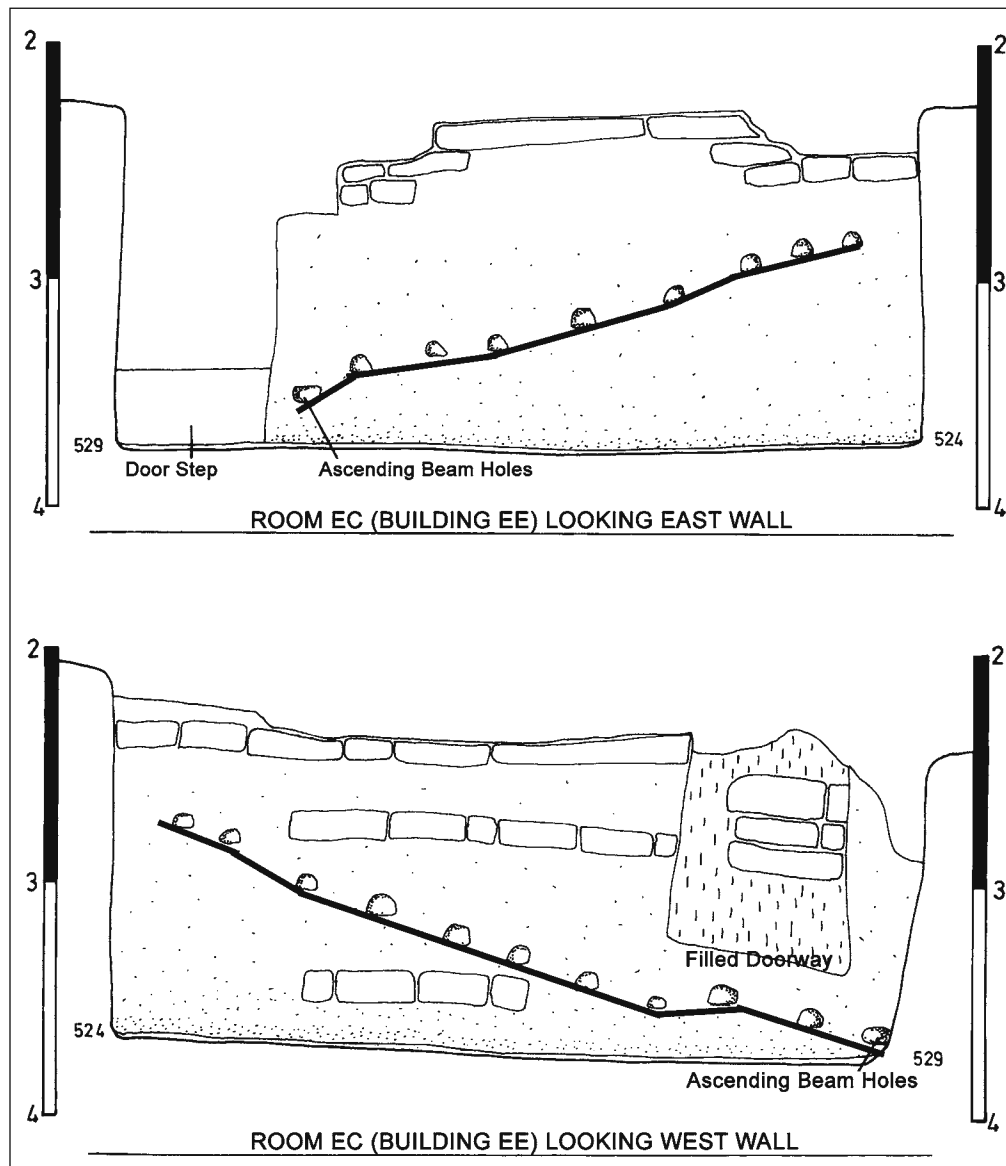 2
2
3
3
529
524
Door Step
Ascending Beam Holes
4
4
ROOM EC (BUILDING EE) LOOKING EAST WALL
2
2
3
3
Filled Doorway
524
529
Ascending Beam Holes
4
4
ROOM EC (BUILDING EE) LOOKING WEST WALL